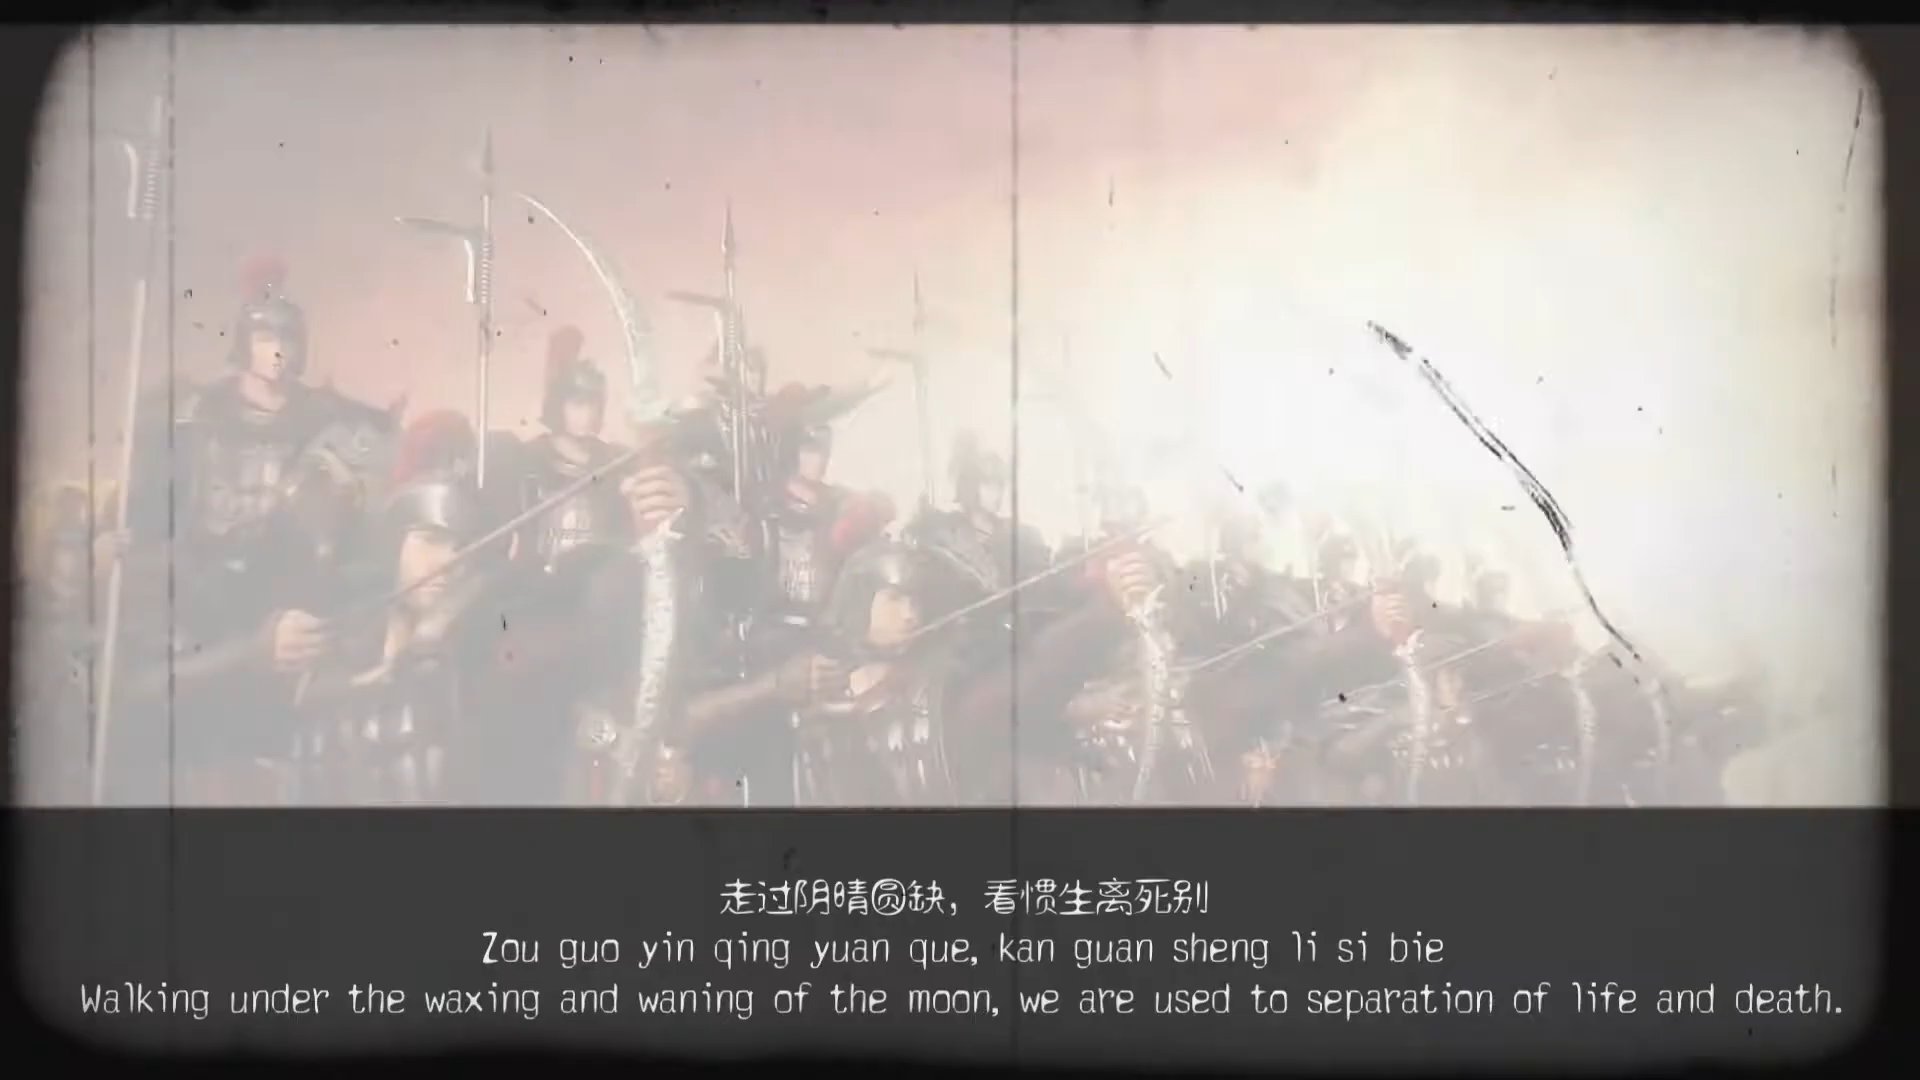 走过阴晴圆缺，看惯生离死别
Zou guo yin qing yuan que, kan guan sheng li si bie
Walking under the waxing and waning of the moon, we are used to separation of life and death.